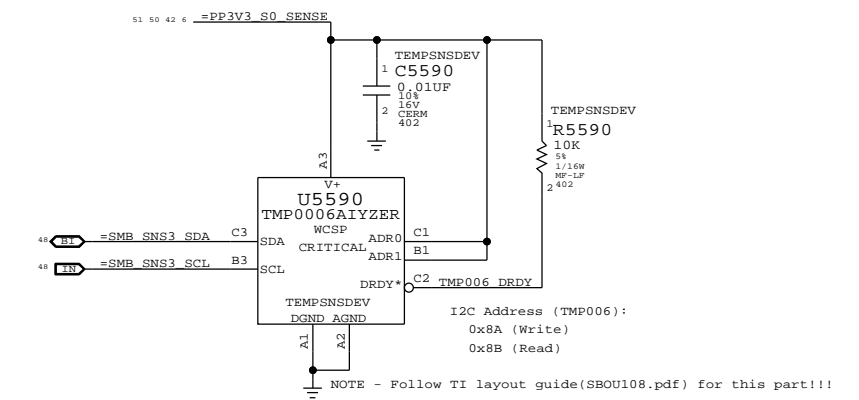 51 50 42 6 =PP3V3_S0_SENSE
TEMPSNSDEV
1 C5590
0.01UF
10%
16V
2 CERM
402
TEMPSNSDEV
1 R5590
10K
5%
1/16W
MF-LF
2 402
A3
V+
U5590
TMP0006AIYZER
WCSP
CRITICAL
48 BI =SMB_SNS3_SDA C3 SDA
48 IN =SMB_SNS3_SCL B3 SCL
ADR0 C1
ADR1 B1
DRDY* C2 TMP006_DRDY
TEMPSNSDEV
DGND AGND
A1 A2
I2C Address (TMP006):
0x8A (Write)
0x8B (Read)
NOTE - Follow TI layout guide(SBOU108.pdf) for this part!!!